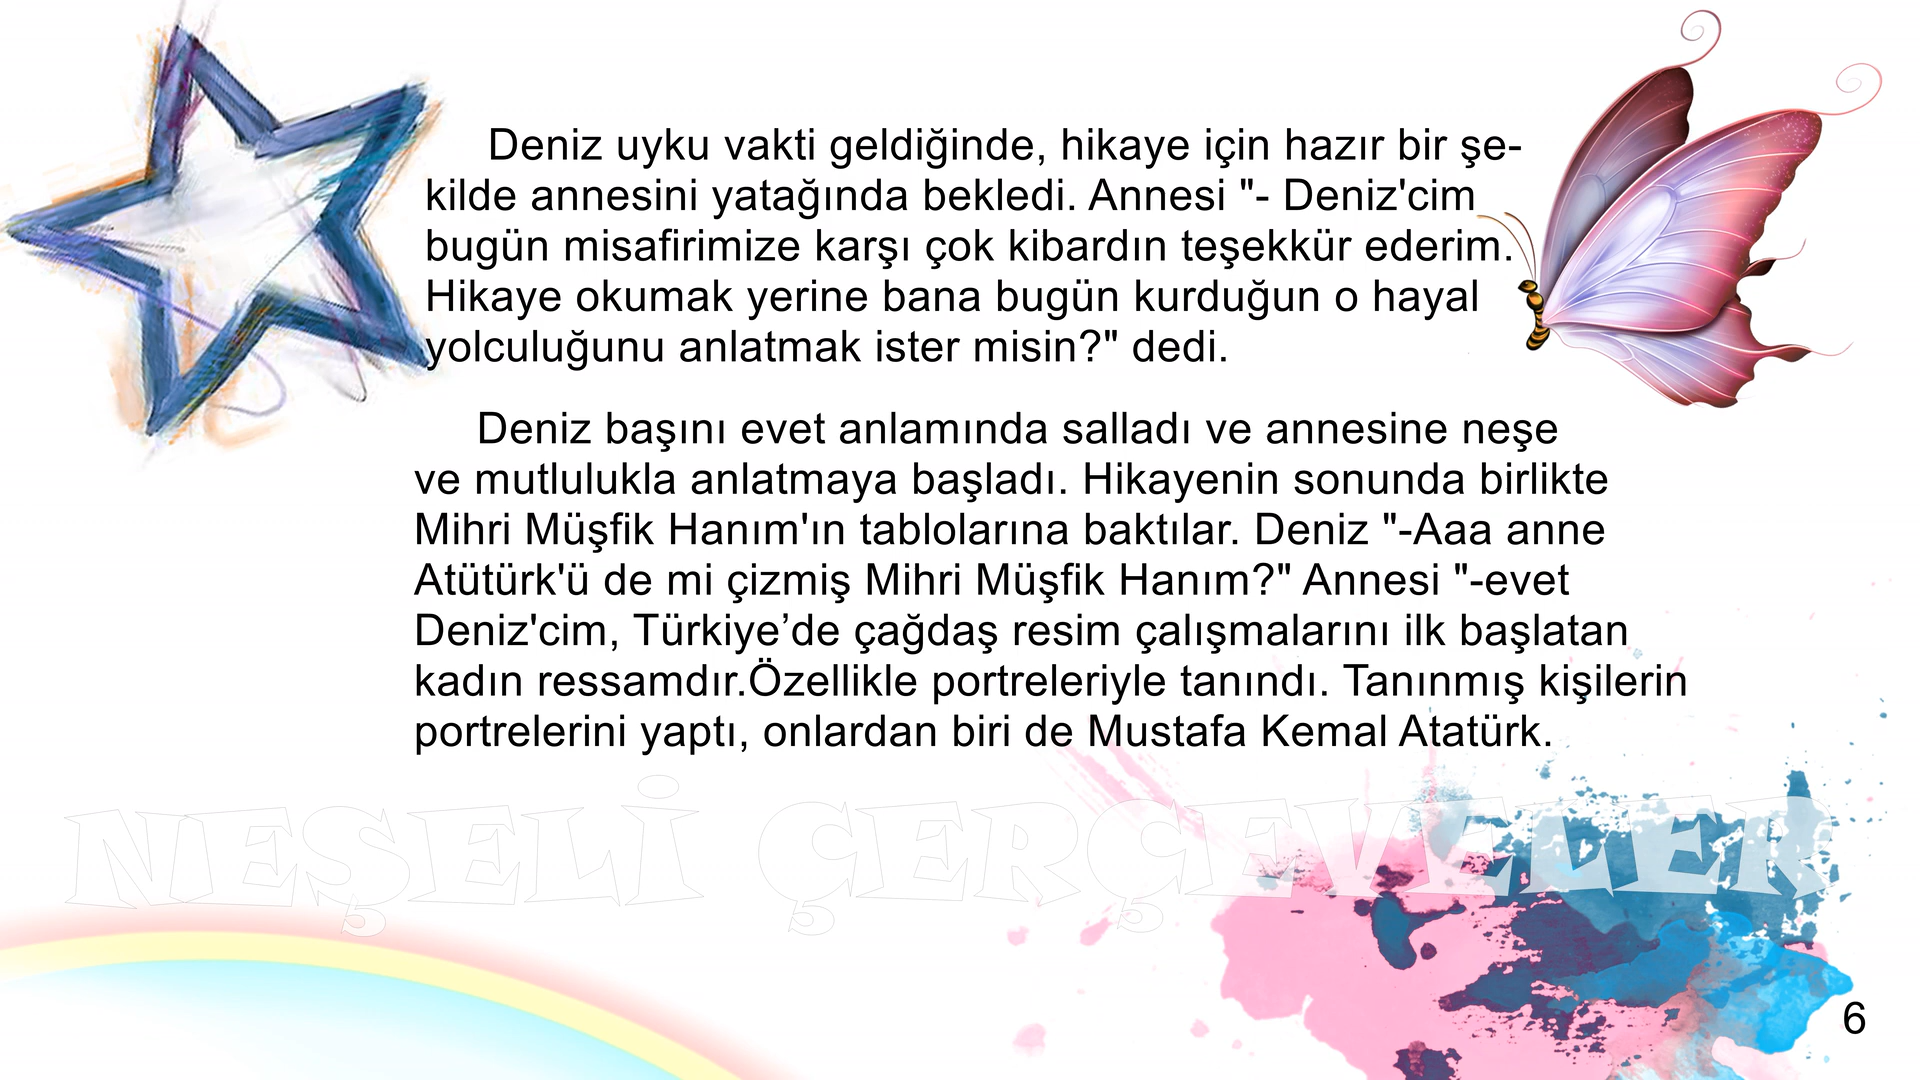 Deniz uyku vakti geldiğinde, hikaye için hazır bir şe-
kilde annesini yatağında bekledi. Annesi "- Deniz'cim
bugün misafirimize karşı çok kibardın teşekkür ederim.
Hikaye okumak yerine bana bugün kurduğun o hayal
yolculuğunu anlatmak ister misin?" dedi.
Deniz başını evet anlamında salladı ve annesine neşe
ve mutlulukla anlatmaya başladı. Hikayenin sonunda birlikte
Mihri Müşfik Hanım'ın tablolarına baktılar. Deniz "-Aaa anne
Atütürk'ü de mi çizmiş Mihri Müşfik Hanım?" Annesi "-evet
Deniz'cim, Türkiye’de çağdaş resim çalışmalarını ilk başlatan
kadın ressamdır.Özellikle portreleriyle tanındı. Tanınmış kişilerin
portrelerini yaptı, onlardan biri de Mustafa Kemal Atatürk.
NEŞELİ ÇERÇEVELER
6